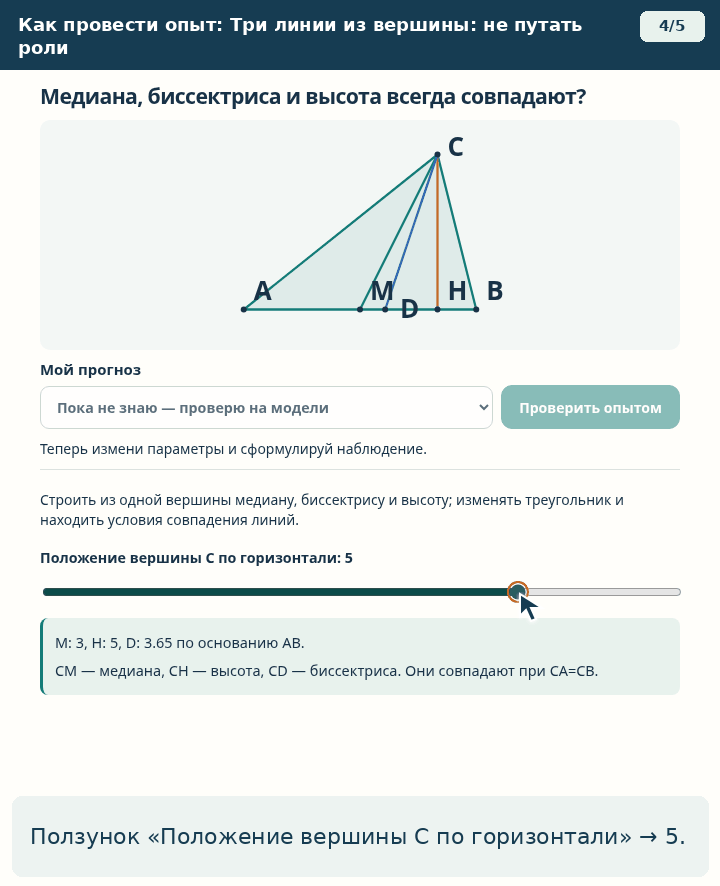 Как провести опыт: Три линии из вершины: не путать
роли
4/5
Медиана, биссектриса и высота всегда совпадают?
C
A
M
D
H
B
Мой прогноз
Пока не знаю — проверю на модели
Проверить опытом
Теперь измени параметры и сформулируй наблюдение.
Строить из одной вершины медиану, биссектрису и высоту; изменять треугольник и
находить условия совпадения линий.
Положение вершины C по горизонтали: 5
M: 3, H: 5, D: 3.65 по основанию AB.
CM — медиана, CH — высота, CD — биссектриса. Они совпадают при CA=CB.
Ползунок «Положение вершины C по горизонтали» → 5.